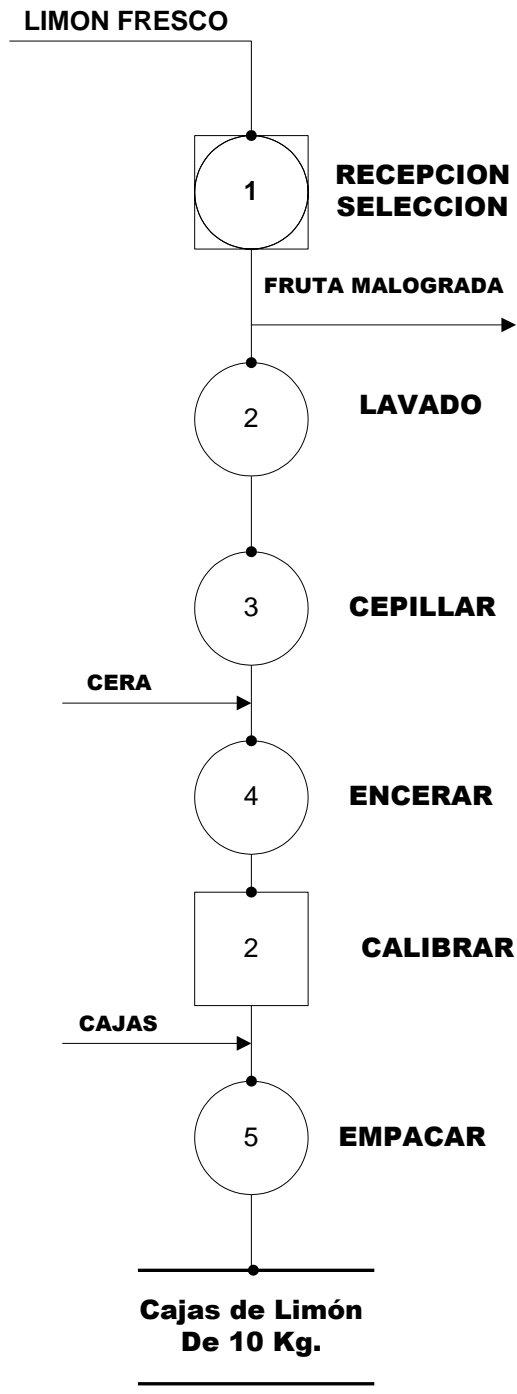 LIMON FRESCO
1
RECEPCION
SELECCION
FRUTA MALOGRADA
2
LAVADO
3
CEPILLAR
CERA
4
ENCERAR
2
CALIBRAR
CAJAS
5
EMPACAR
Cajas de Limón
De 10 Kg.